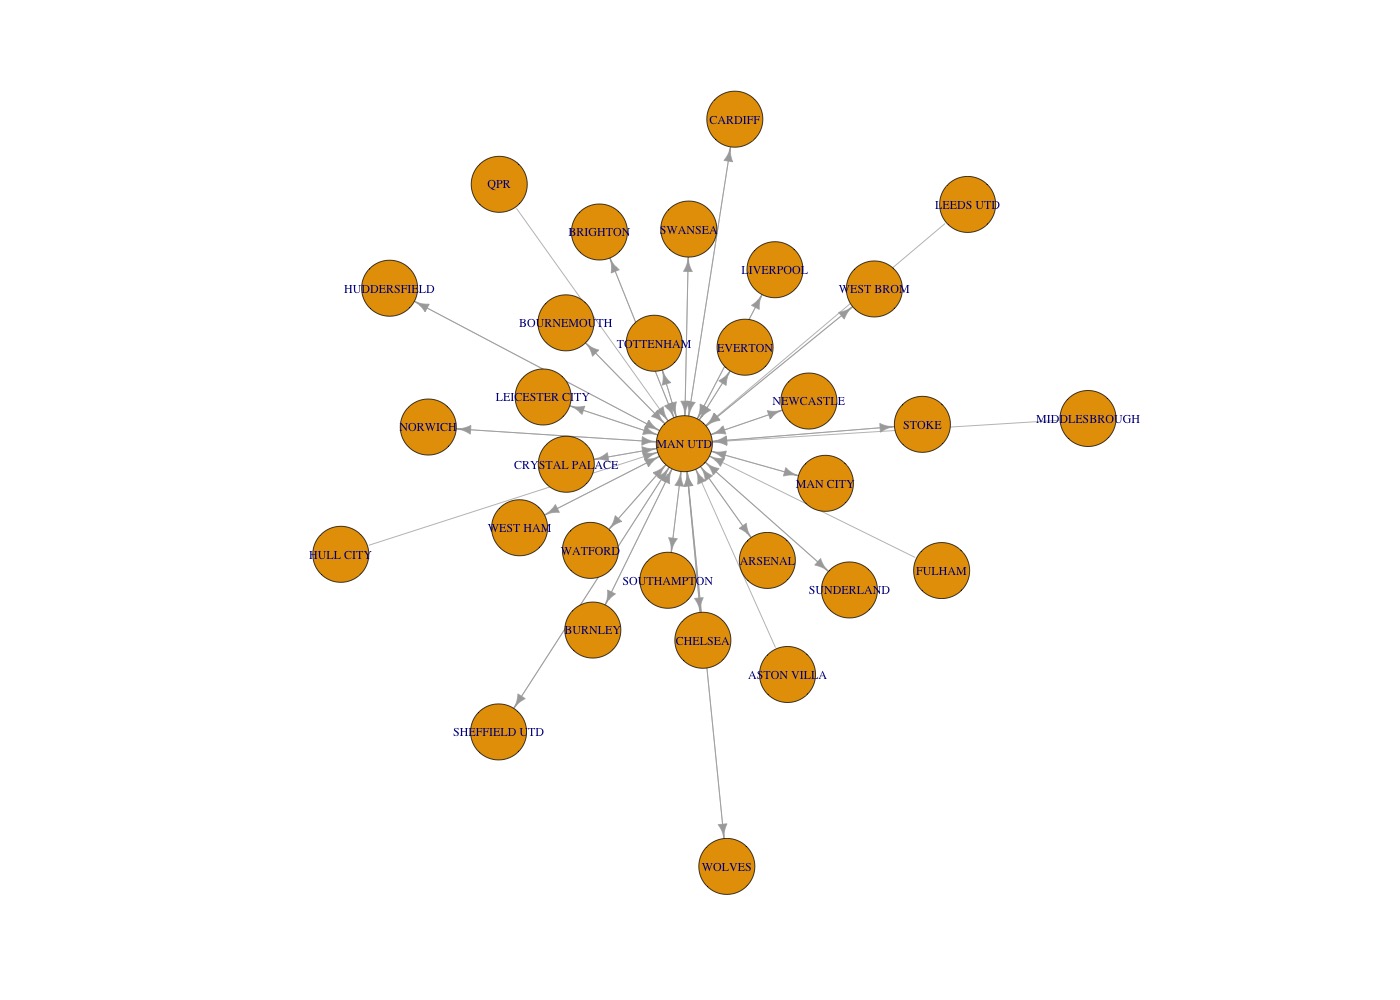 CARDIFF
QPR
LEEDS UTD
BRIGHTON
SWANSEA
LIVERPOOL
HUDDERSFIELD
WEST BROM
BOURNEMOUTH
TOTTENHAM
EVERTON
LEICESTER CITY
NEWCASTLE
MIDDLESBROUGH
NORWICH
STOKE
MAN UTD
CRYSTAL PALACE
MAN CITY
WEST HAM
HULL CITY
WATFORD
ARSENAL
FULHAM
SOUTHAMPTON
SUNDERLAND
BURNLEY
CHELSEA
ASTON VILLA
SHEFFIELD UTD
WOLVES